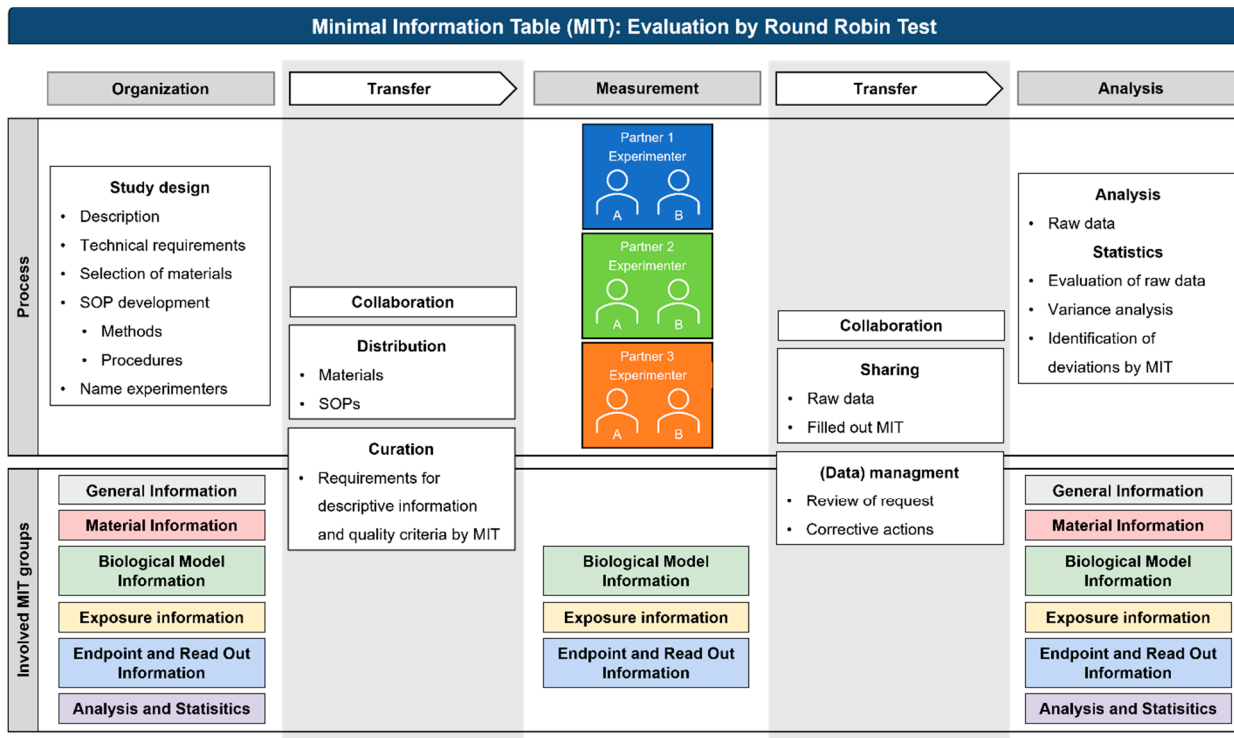 Minimal Information Table (MIT): Evaluation by Round Robin Test
Organization
Transfer
Measurement
Transfer
Analysis
Process
Study design
• Description
• Technical requirements
• Selection of materials
• SOP development
• Methods
• Procedures
• Name experimenters
Collaboration
Distribution
• Materials
• SOPs
Curation
• Requirements for
descriptive information
and quality criteria by MIT
Partner 1
Experimenter
A B
Partner 2
Experimenter
A B
Partner 3
Experimenter
A B
Collaboration
Sharing
• Raw data
• Filled out MIT
(Data) managment
• Review of request
• Corrective actions
Analysis
• Raw data
Statistics
• Evaluation of raw data
• Variance analysis
• Identification of
deviations by MIT
Involved MIT groups
General Information
Material Information
Biological Model
Information
Exposure information
Endpoint and Read Out
Information
Analysis and Statisitics
Biological Model
Information
Exposure information
Endpoint and Read Out
Information
General Information
Material Information
Biological Model
Information
Exposure information
Endpoint and Read Out
Information
Analysis and Statisitics